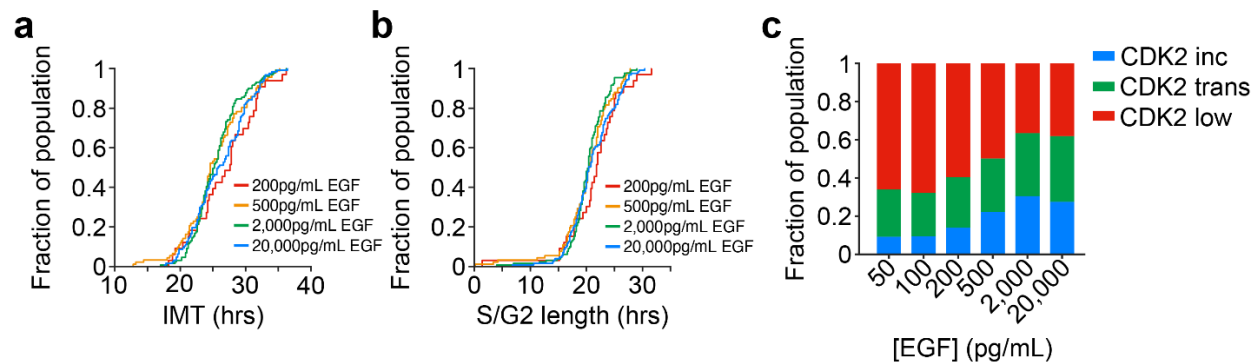 a
Fraction of population
1
0.8
0.6
0.4
0.2
0
10
20
30
40
IMT (hrs)
200pg/mL EGF
500pg/mL EGF
2,000pg/mL EGF
20,000pg/mL EGF
b
Fraction of population
1
0.8
0.6
0.4
0.2
0
0
10
20
30
S/G2 length (hrs)
200pg/mL EGF
500pg/mL EGF
2,000pg/mL EGF
20,000pg/mL EGF
c
Fraction of population
1
0.8
0.6
0.4
0.2
0
50
100
200
500
2,000
20,000
[EGF] (pg/mL)
CDK2 inc
CDK2 trans
CDK2 low